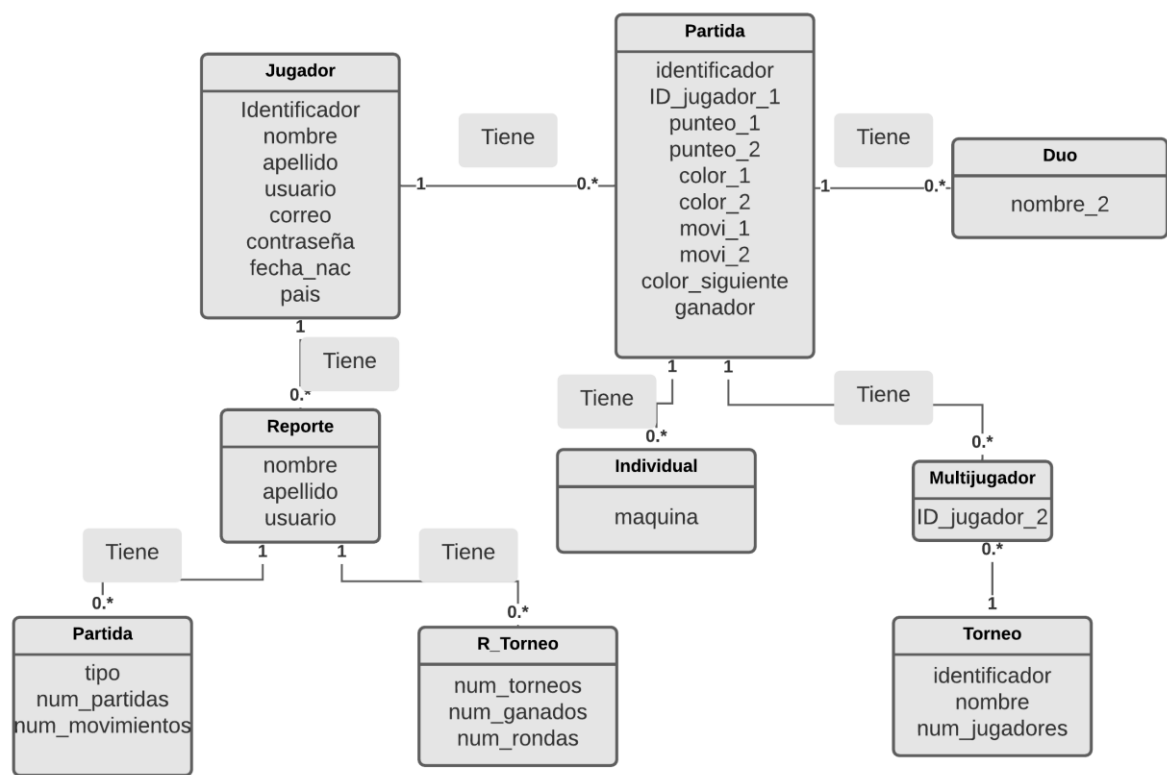 Jugador
Identificador
nombre
apellido
usuario
correo
contraseña
fecha_nac
pais
Tiene
1
0.*
Partida
identificador
ID_jugador_1
punteo_1
punteo_2
color_1
color_2
movi_1
movi_2
color_siguiente
ganador
Tiene
1
0.*
Duo
nombre_2
1
Tiene
0.*
Reporte
nombre
apellido
usuario
1
Tiene
0.*
Individual
maquina
1
Tiene
0.*
Multijugador
ID_jugador_2
0.*
1
Torneo
identificador
nombre
num_jugadores
1
Tiene
0.*
Partida
tipo
num_partidas
num_movimientos
1
Tiene
0.*
R_Torneo
num_torneos
num_ganados
num_rondas